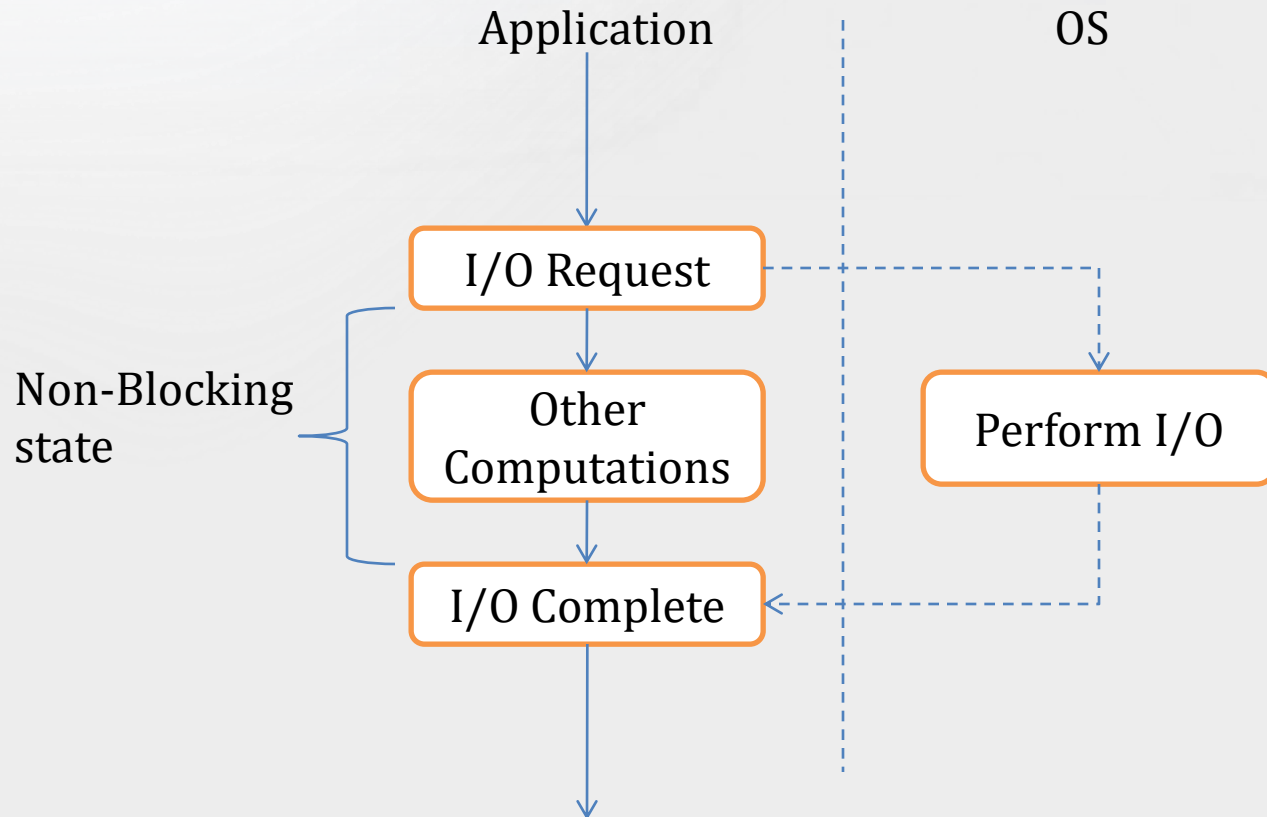 Application
OS
I/O Request
Non-Blocking
state
Other
Computations
Perform I/O
I/O Complete